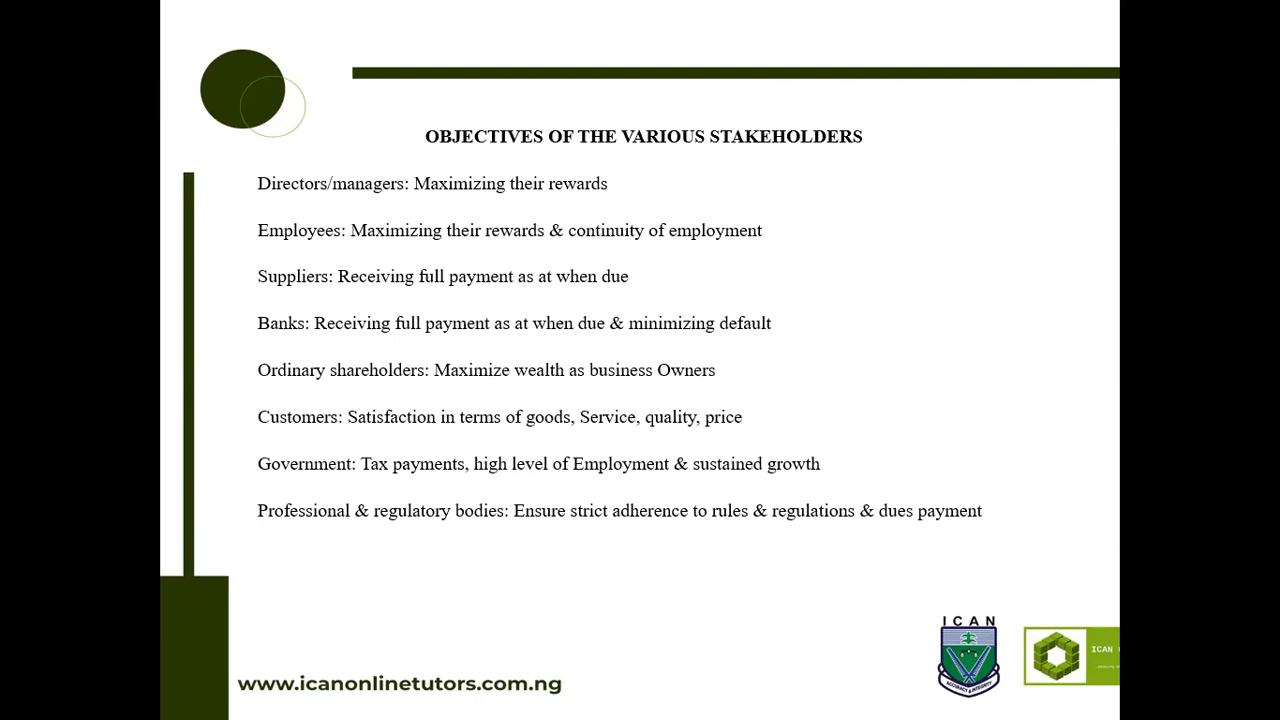 OBJECTIVES OF THE VARIOUS STAKEHOLDERS
Directors/managers: Maximizing their rewards
Employees: Maximizing their rewards & continuity of employment
Suppliers: Receiving full payment as at when due
Banks: Receiving full payment as at when due & minimizing default
Ordinary shareholders: Maximize wealth as business Owners
Customers: Satisfaction in terms of goods, Service, quality, price
Government: Tax payments, high level of Employment & sustained growth
Professional & regulatory bodies: Ensure strict adherence to rules & regulations & dues payment
ICAN
ACCURACY & INTEGRITY
ICAN
www.icanonlinetutors.com.ng